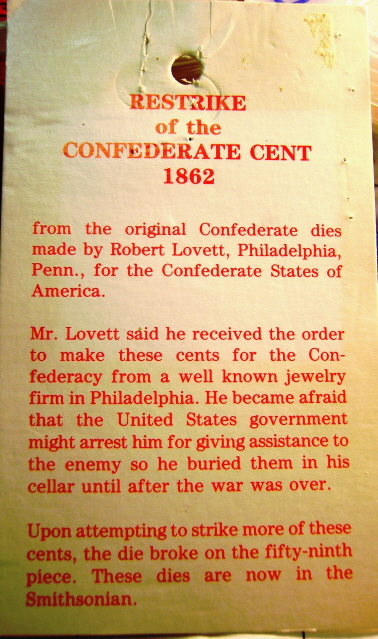 RESTRIKE
of the
CONFEDERATE CENT
1862
from the original Confederate dies
made by Robert Lovett, Philadelphia,
Penn., for the Confederate States of
America.
Mr. Lovett said he received the order
to make these cents for the Con-
federacy from a well known jewelry
firm in Philadelphia. He became afraid
that the United States government
might arrest him for giving assistance to
the enemy so he buried them in his
cellar until after the war was over.
Upon attempting to strike more of these
cents, the die broke on the fifty-ninth
piece. These dies are now in the
Smithsonian.